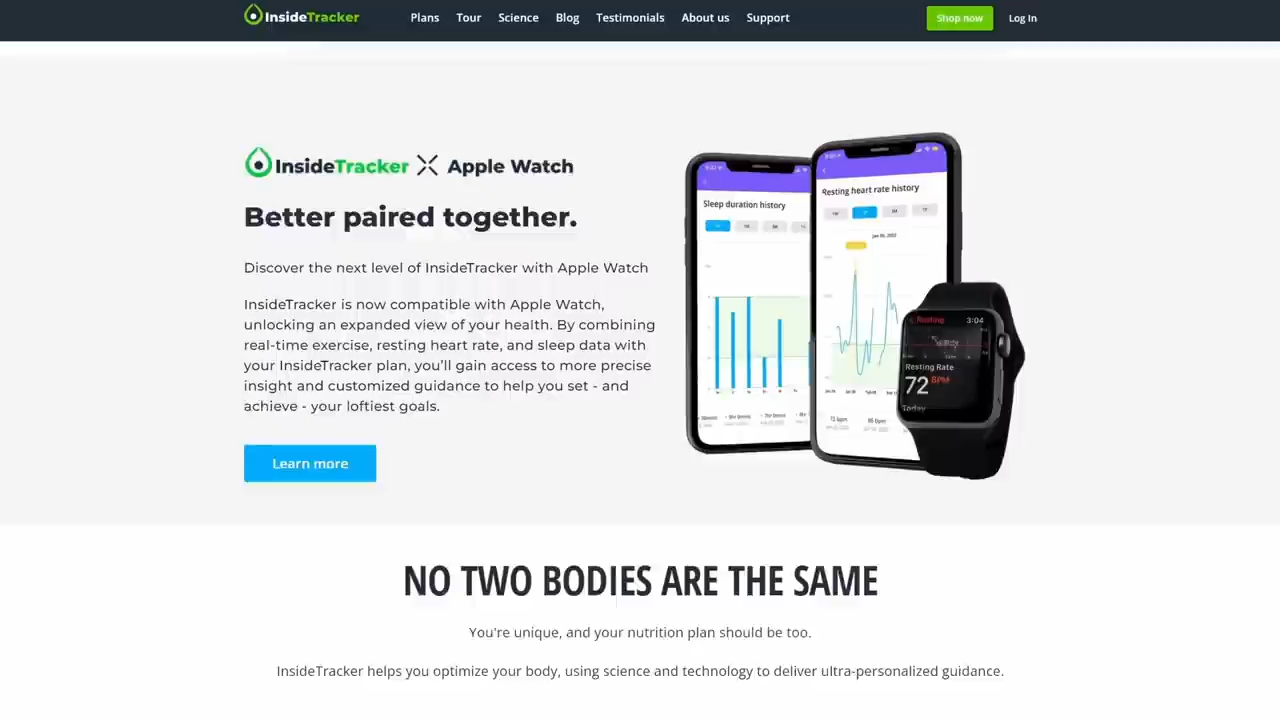 InsideTracker Plans Tour Science Blog Testimonials About us Support Shop now Log In
InsideTracker Apple Watch
Better paired together.
Discover the next level of InsideTracker with Apple Watch
InsideTracker is now compatible with Apple Watch,
unlocking an expanded view of your health. By combining
real-time exercise, resting heart rate, and sleep data with
your InsideTracker plan, you'll gain access to more precise
insight and customized guidance to help you set - and
achieve - your loftiest goals.
Learn more
Sleep duration history
Resting heart rate history
Jan 05, 2022
72 bpm
Resting 3:04
Resting Rate
72 BPM
Today
NO TWO BODIES ARE THE SAME
You're unique, and your nutrition plan should be too.
InsideTracker helps you optimize your body, using science and technology to deliver ultra-personalized guidance.